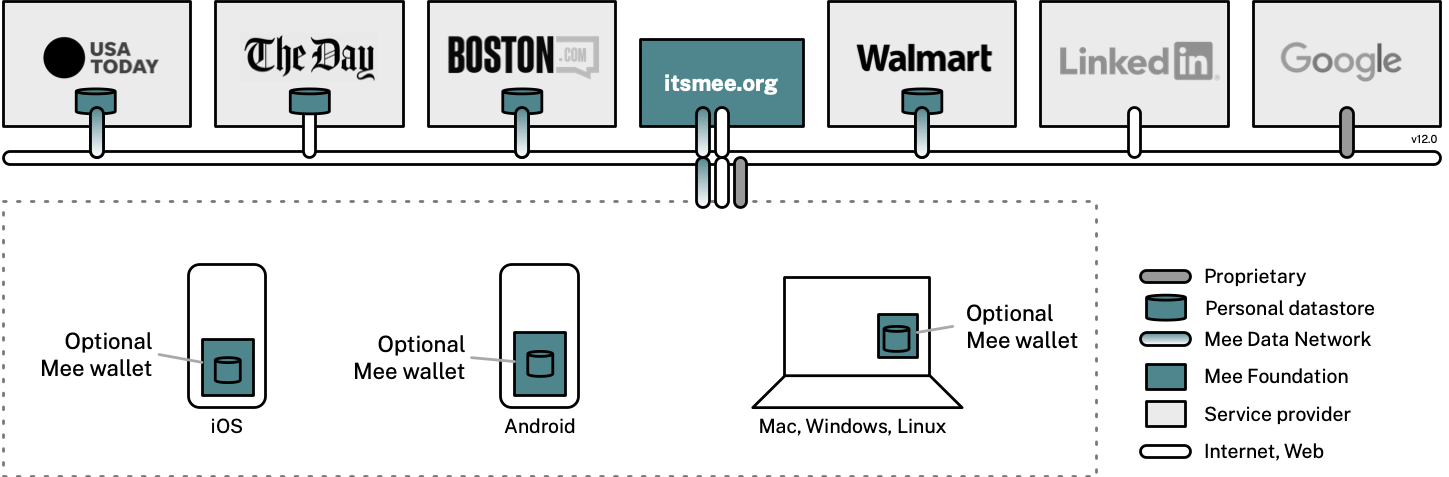 USA
TODAY
The Day
BOSTON .COM
itsmee.org
Walmart
Linked in
Google
v12.0
Optional
Mee wallet
iOS
Optional
Mee wallet
Android
Optional
Mee wallet
Mac, Windows, Linux
Proprietary
Personal datastore
Mee Data Network
Mee Foundation
Service provider
Internet, Web